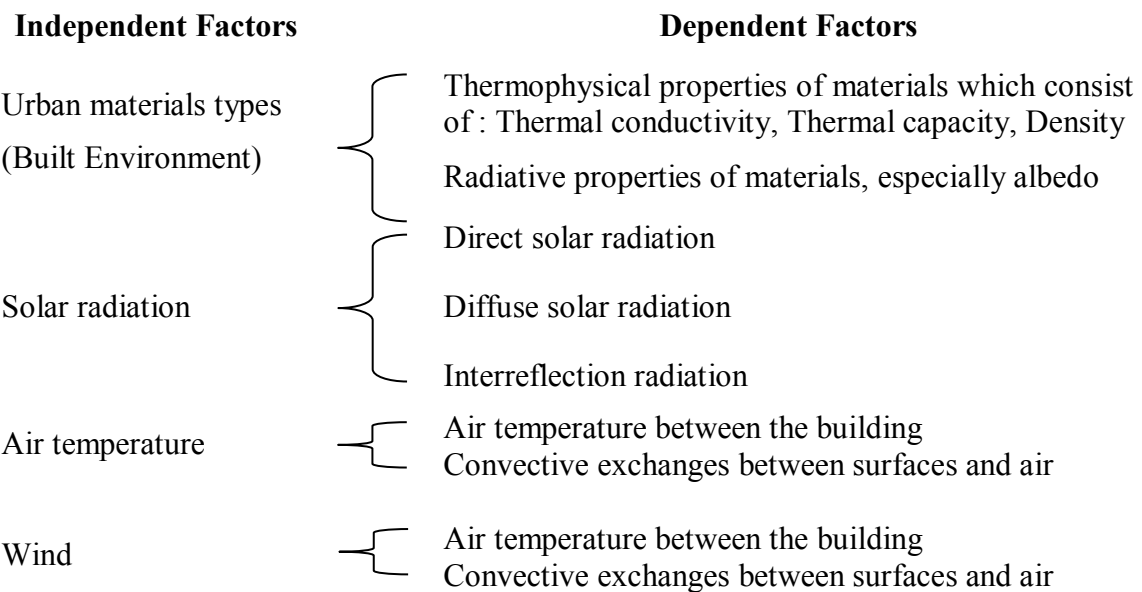 Independent Factors
Dependent Factors
Urban materials types
(Built Environment)
Thermophysical properties of materials which consist
of : Thermal conductivity, Thermal capacity, Density
Radiative properties of materials, especially albedo
Solar radiation
Direct solar radiation
Diffuse solar radiation
Interreflection radiation
Air temperature
Air temperature between the building
Convective exchanges between surfaces and air
Wind
Air temperature between the building
Convective exchanges between surfaces and air